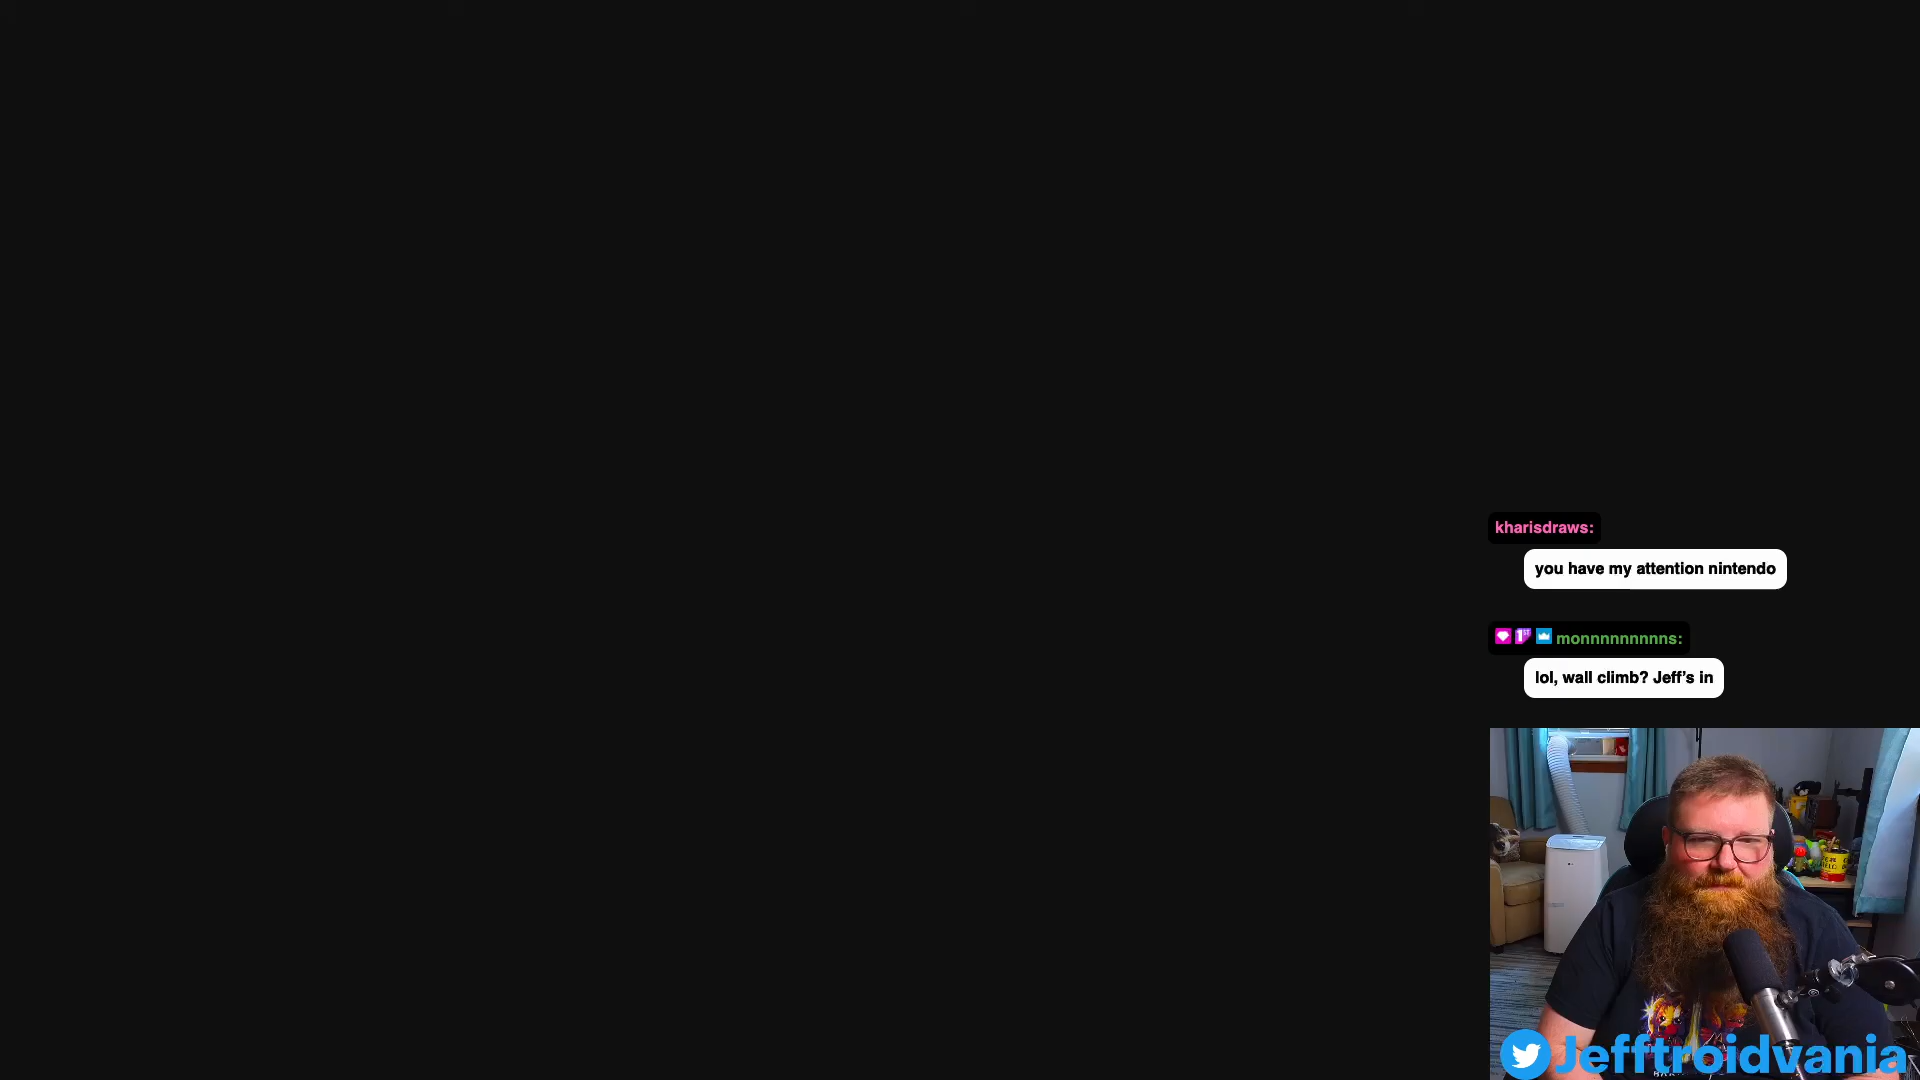 kharisdraws:
you have my attention nintendo
monnnnnnnnns:
lol, wall climb? Jeff's in
Jefftroidvania